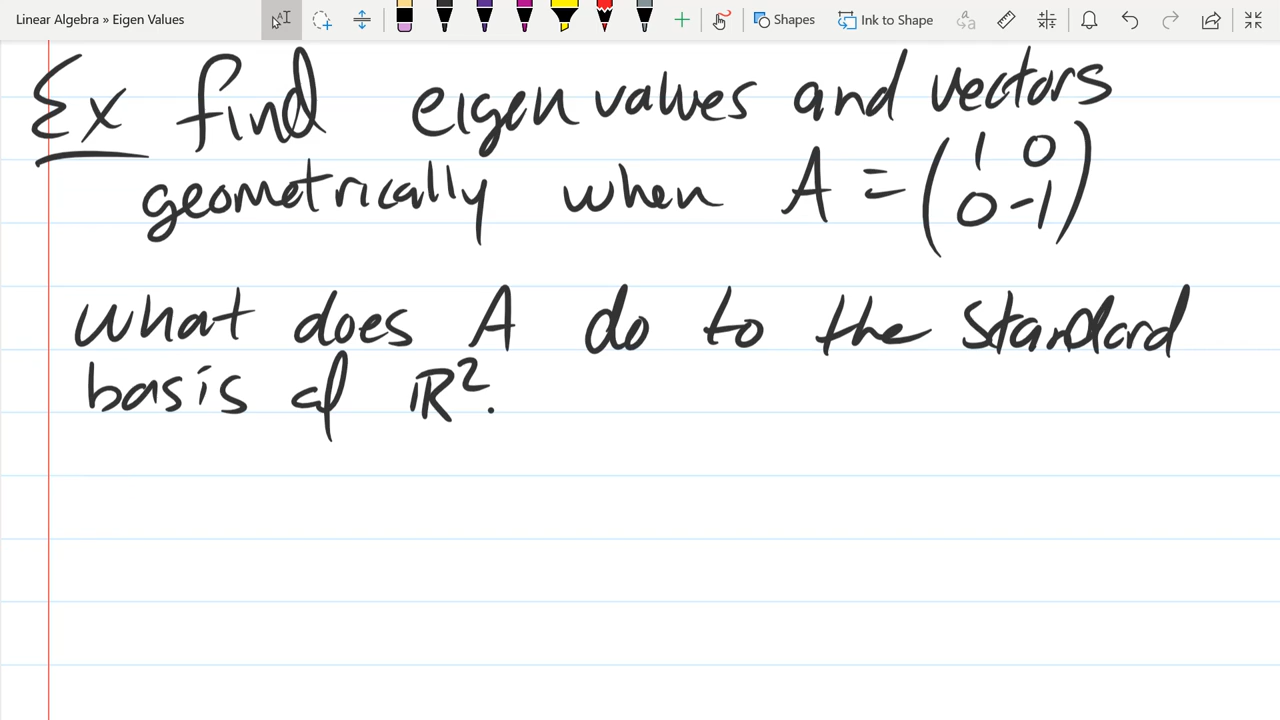 Linear Algebra » Eigen Values
Shapes
Ink to Shape
Ex find eigen values and vectors
geometrically when A = (1 0
0 -1)
what does A do to the standard
basis of ℝ².